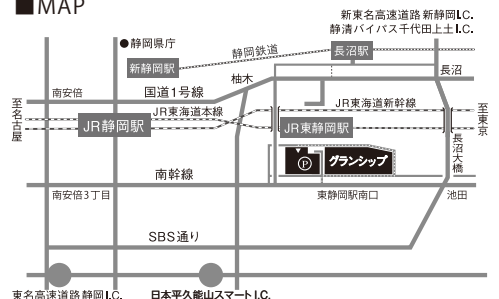 ■MAP
新東名高速道路 新静岡I.C.
静清バイパス千代田上土I.C.
●静岡県庁
静岡鉄道
長沼駅
新静岡駅
柚木
長沼
南安倍
国道1号線
JR東海道新幹線
JR東海道本線
至名古屋
JR静岡駅
JR東静岡駅
至東京
長沼大橋
P
グランシップ
南幹線
南安倍3丁目
東静岡駅南口
池田
SBS通り
東名高速道路 静岡I.C.
日本平久能山スマートI.C.